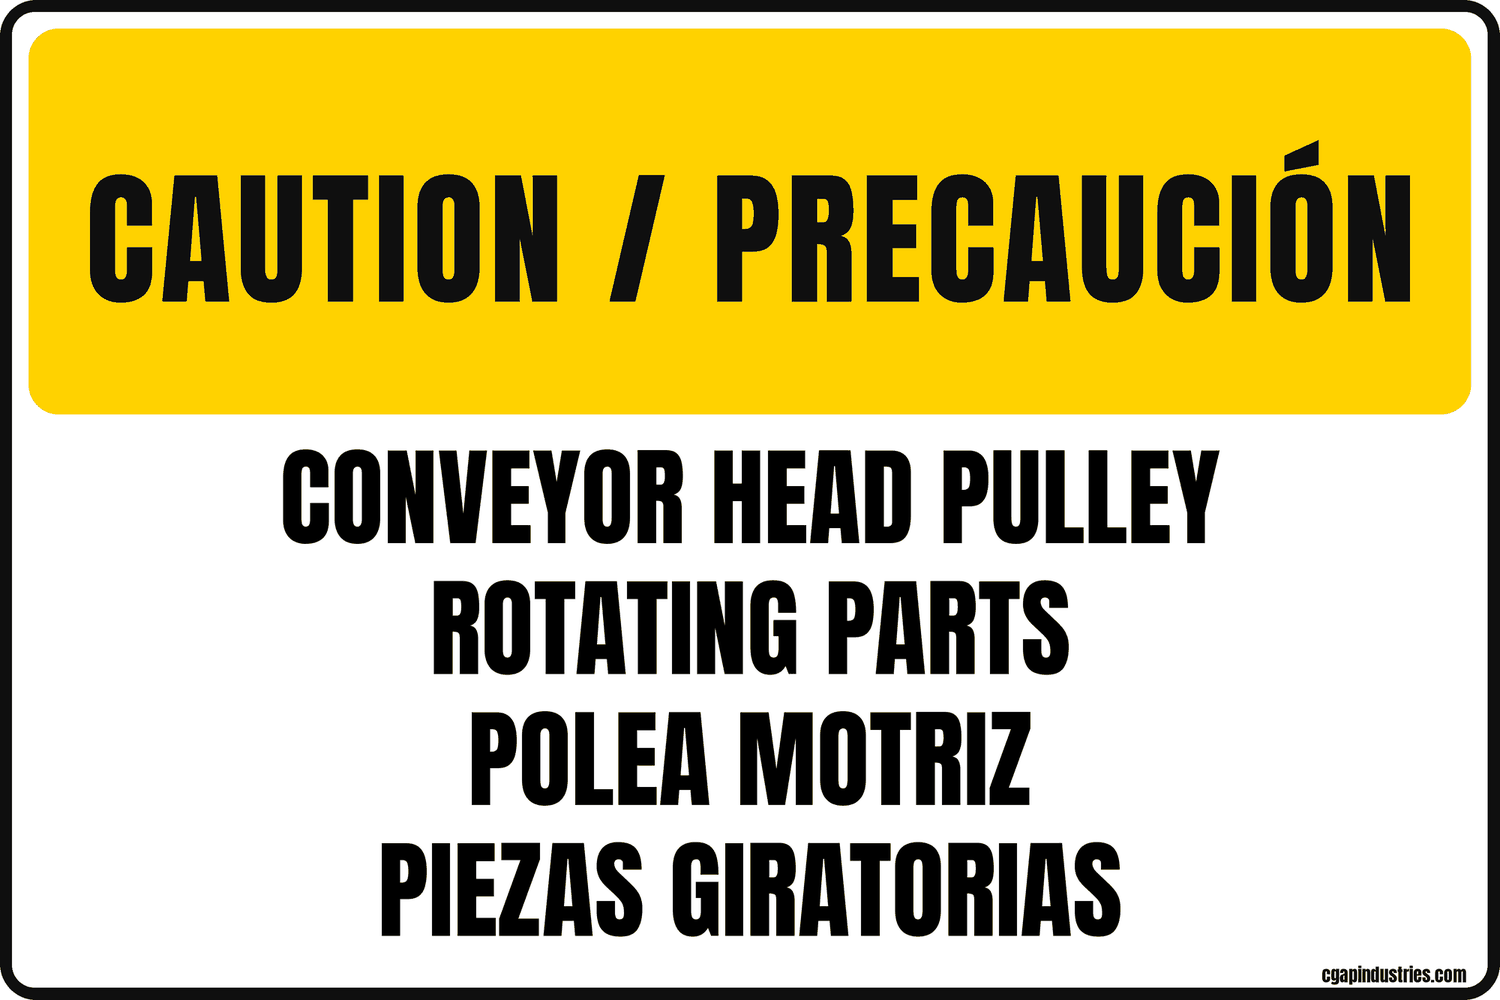 CAUTION / PRECAUCIÓN
CONVEYOR HEAD PULLEY
ROTATING PARTS
POLEA MOTRIZ
PIEZAS GIRATORIAS
cgapindustries.com